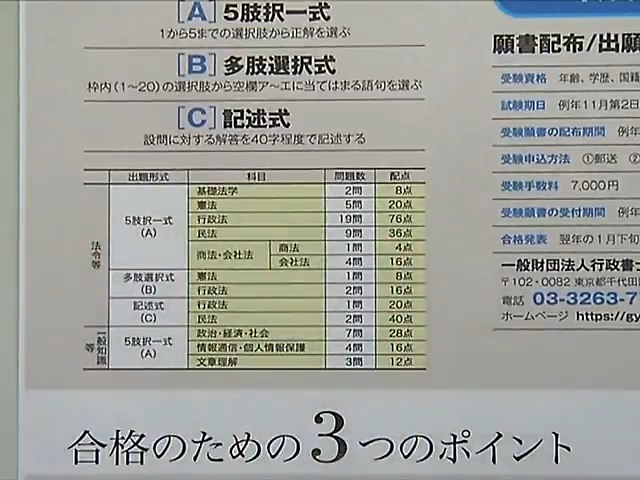 [A] 5肢択一式
1から5までの選択肢から正解を選ぶ
[B] 多肢選択式
枠内(1〜20)の選択肢から空欄ア〜エに当てはまる語句を選ぶ
[C] 記述式
設問に対する解答を40字程度で記述する
出題形式 科目 問題数 配点
法令等 5肢択一式(A) 基礎法学 2問 8点
憲法 5問 20点
行政法 19問 76点
民法 9問 36点
商法・会社法 商法 1問 4点
会社法 4問 16点
多肢選択式(B) 憲法 1問 8点
行政法 2問 16点
記述式(C) 行政法 1問 20点
民法 2問 40点
一般知識等 5肢択一式(A) 政治・経済・社会 7問 28点
情報通信・個人情報保護 4問 16点
文章理解 3問 12点
願書配布/出願
受験資格 年齢、学歴、国籍
試験期日 例年11月第2日
受験願書の配布期間 例年
受験申込方法 ①郵送 ②
受験手数料 7,000円
受験願書の受付期間 例年
合格発表 翌年の1月下旬
一般財団法人行政書士
〒102-0082 東京都千代田
電話 03-3263-7
ホームページ https://gy
合格のための3つのポイント